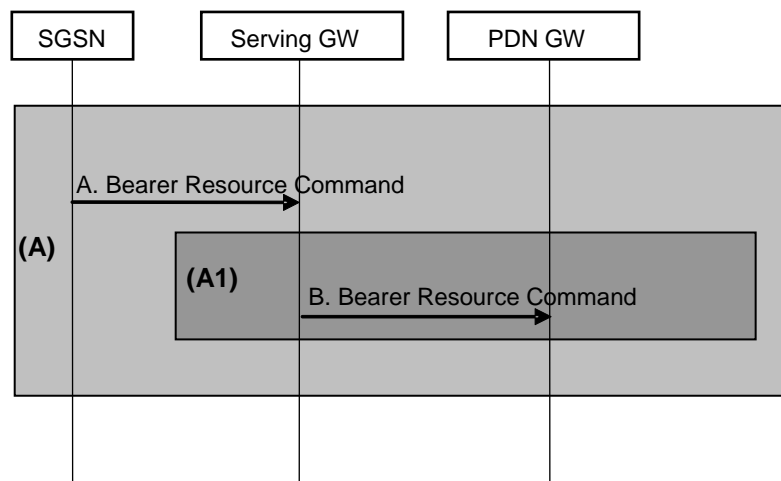 SGSN
Serving GW
PDN GW
A. Bearer Resource Command
(A)
(A1)
B. Bearer Resource Command